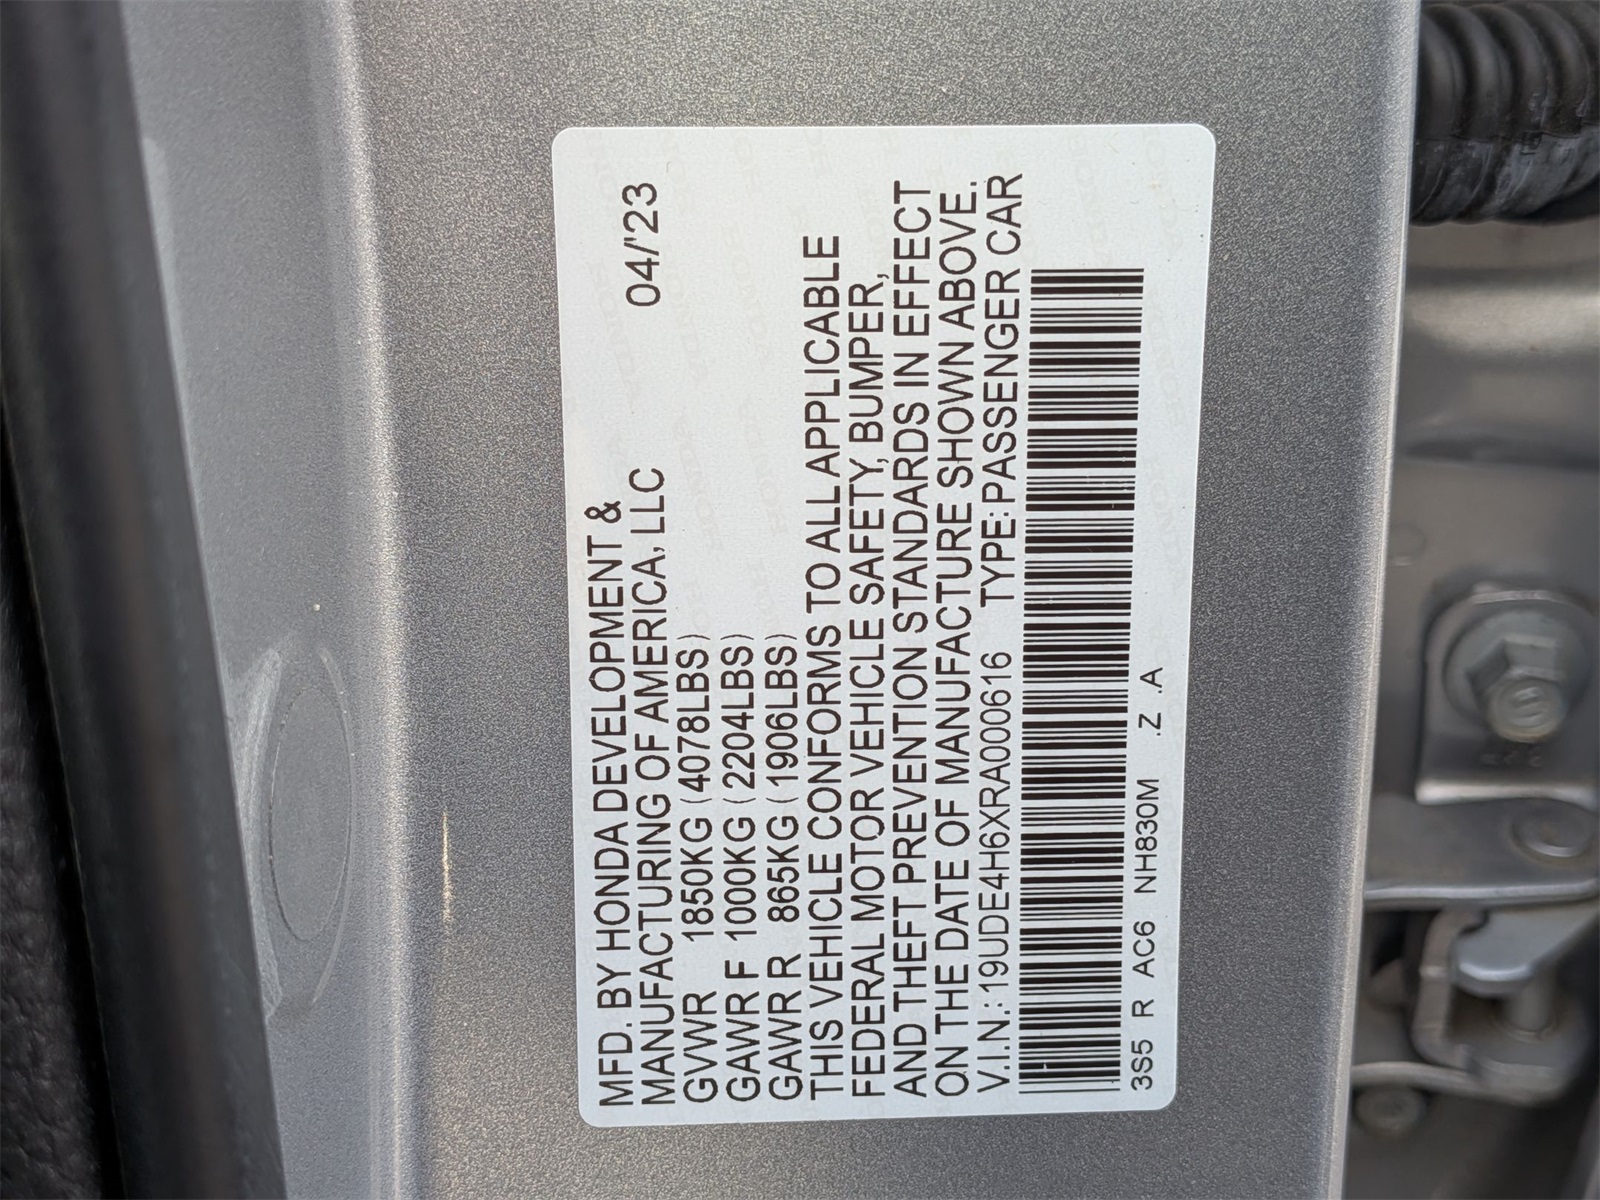 MFD. BY HONDA DEVELOPMENT &
MANUFACTURING OF AMERICA, LLC 04/'23
GVWR 1850KG (4078LBS)
GAWR F 1000KG (2204LBS)
GAWR R 865KG (1906LBS)
THIS VEHICLE CONFORMS TO ALL APPLICABLE
FEDERAL MOTOR VEHICLE SAFETY, BUMPER,
AND THEFT PREVENTION STANDARDS IN EFFECT
ON THE DATE OF MANUFACTURE SHOWN ABOVE.
V.I.N.: 19UDE4H6XRA000616 TYPE: PASSENGER CAR
3S5 R AC6 NH830M .Z .A